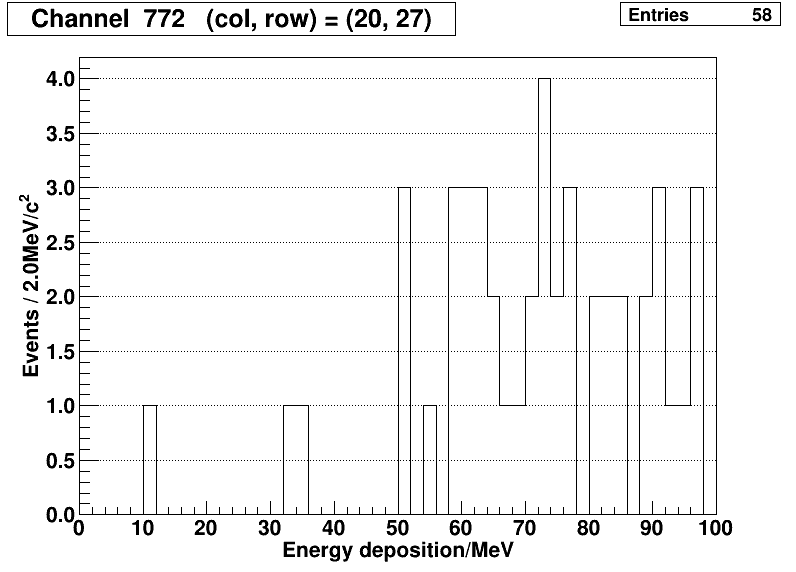 Channel 772 (col, row) = (20, 27)
Entries 58
4.0
3.5
3.0
2.5
2.0
1.5
1.0
0.5
0.0
Events / 2.0MeV/c²
0 10 20 30 40 50 60 70 80 90 100
Energy deposition/MeV